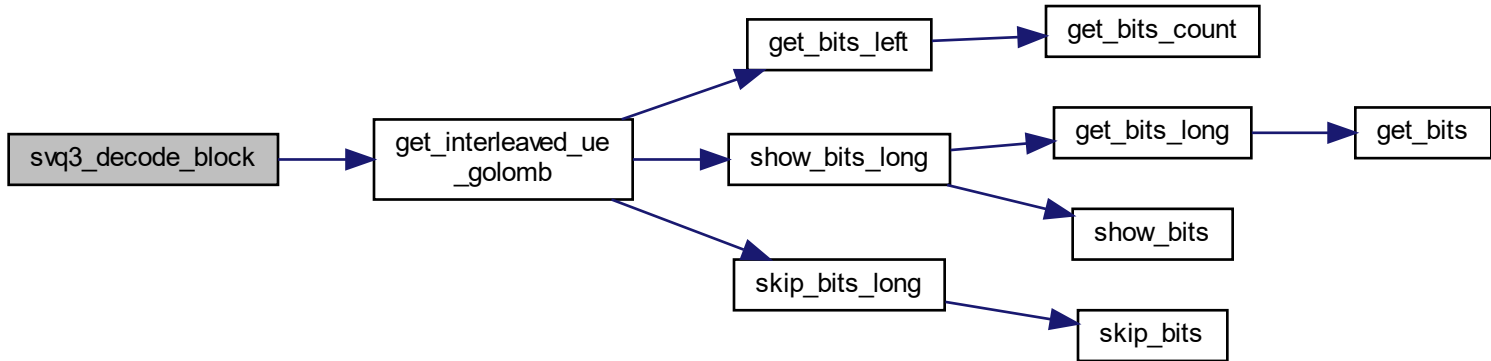 svq3_decode_block
get_interleaved_ue
_golomb
get_bits_left
get_bits_count
show_bits_long
get_bits_long
get_bits
show_bits
skip_bits_long
skip_bits